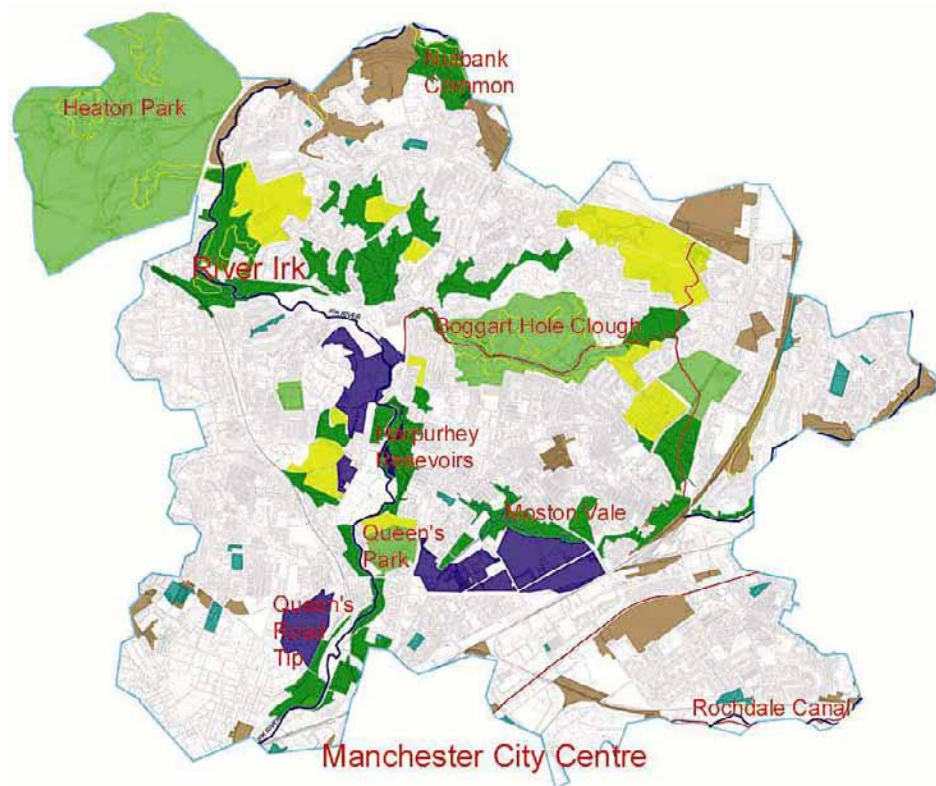 Nutbank
Common
Heaton Park
River Irk
Boggart Hole Clough
Harpurhey
Resevoirs
Moston Vale
Queen's
Park
Queen's
Road
Tip
Rochdale Canal
Manchester City Centre